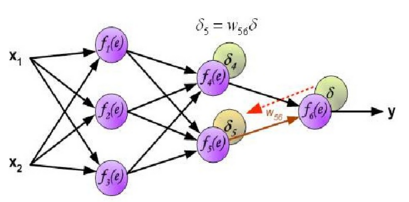 δ₅ = w₅₆δ
x₁
x₂
f₁(e)
f₂(e)
f₃(e)
δ₄
f₄(e)
δ₅
f₅(e)
w₅₆
δ
f₆(e)
y